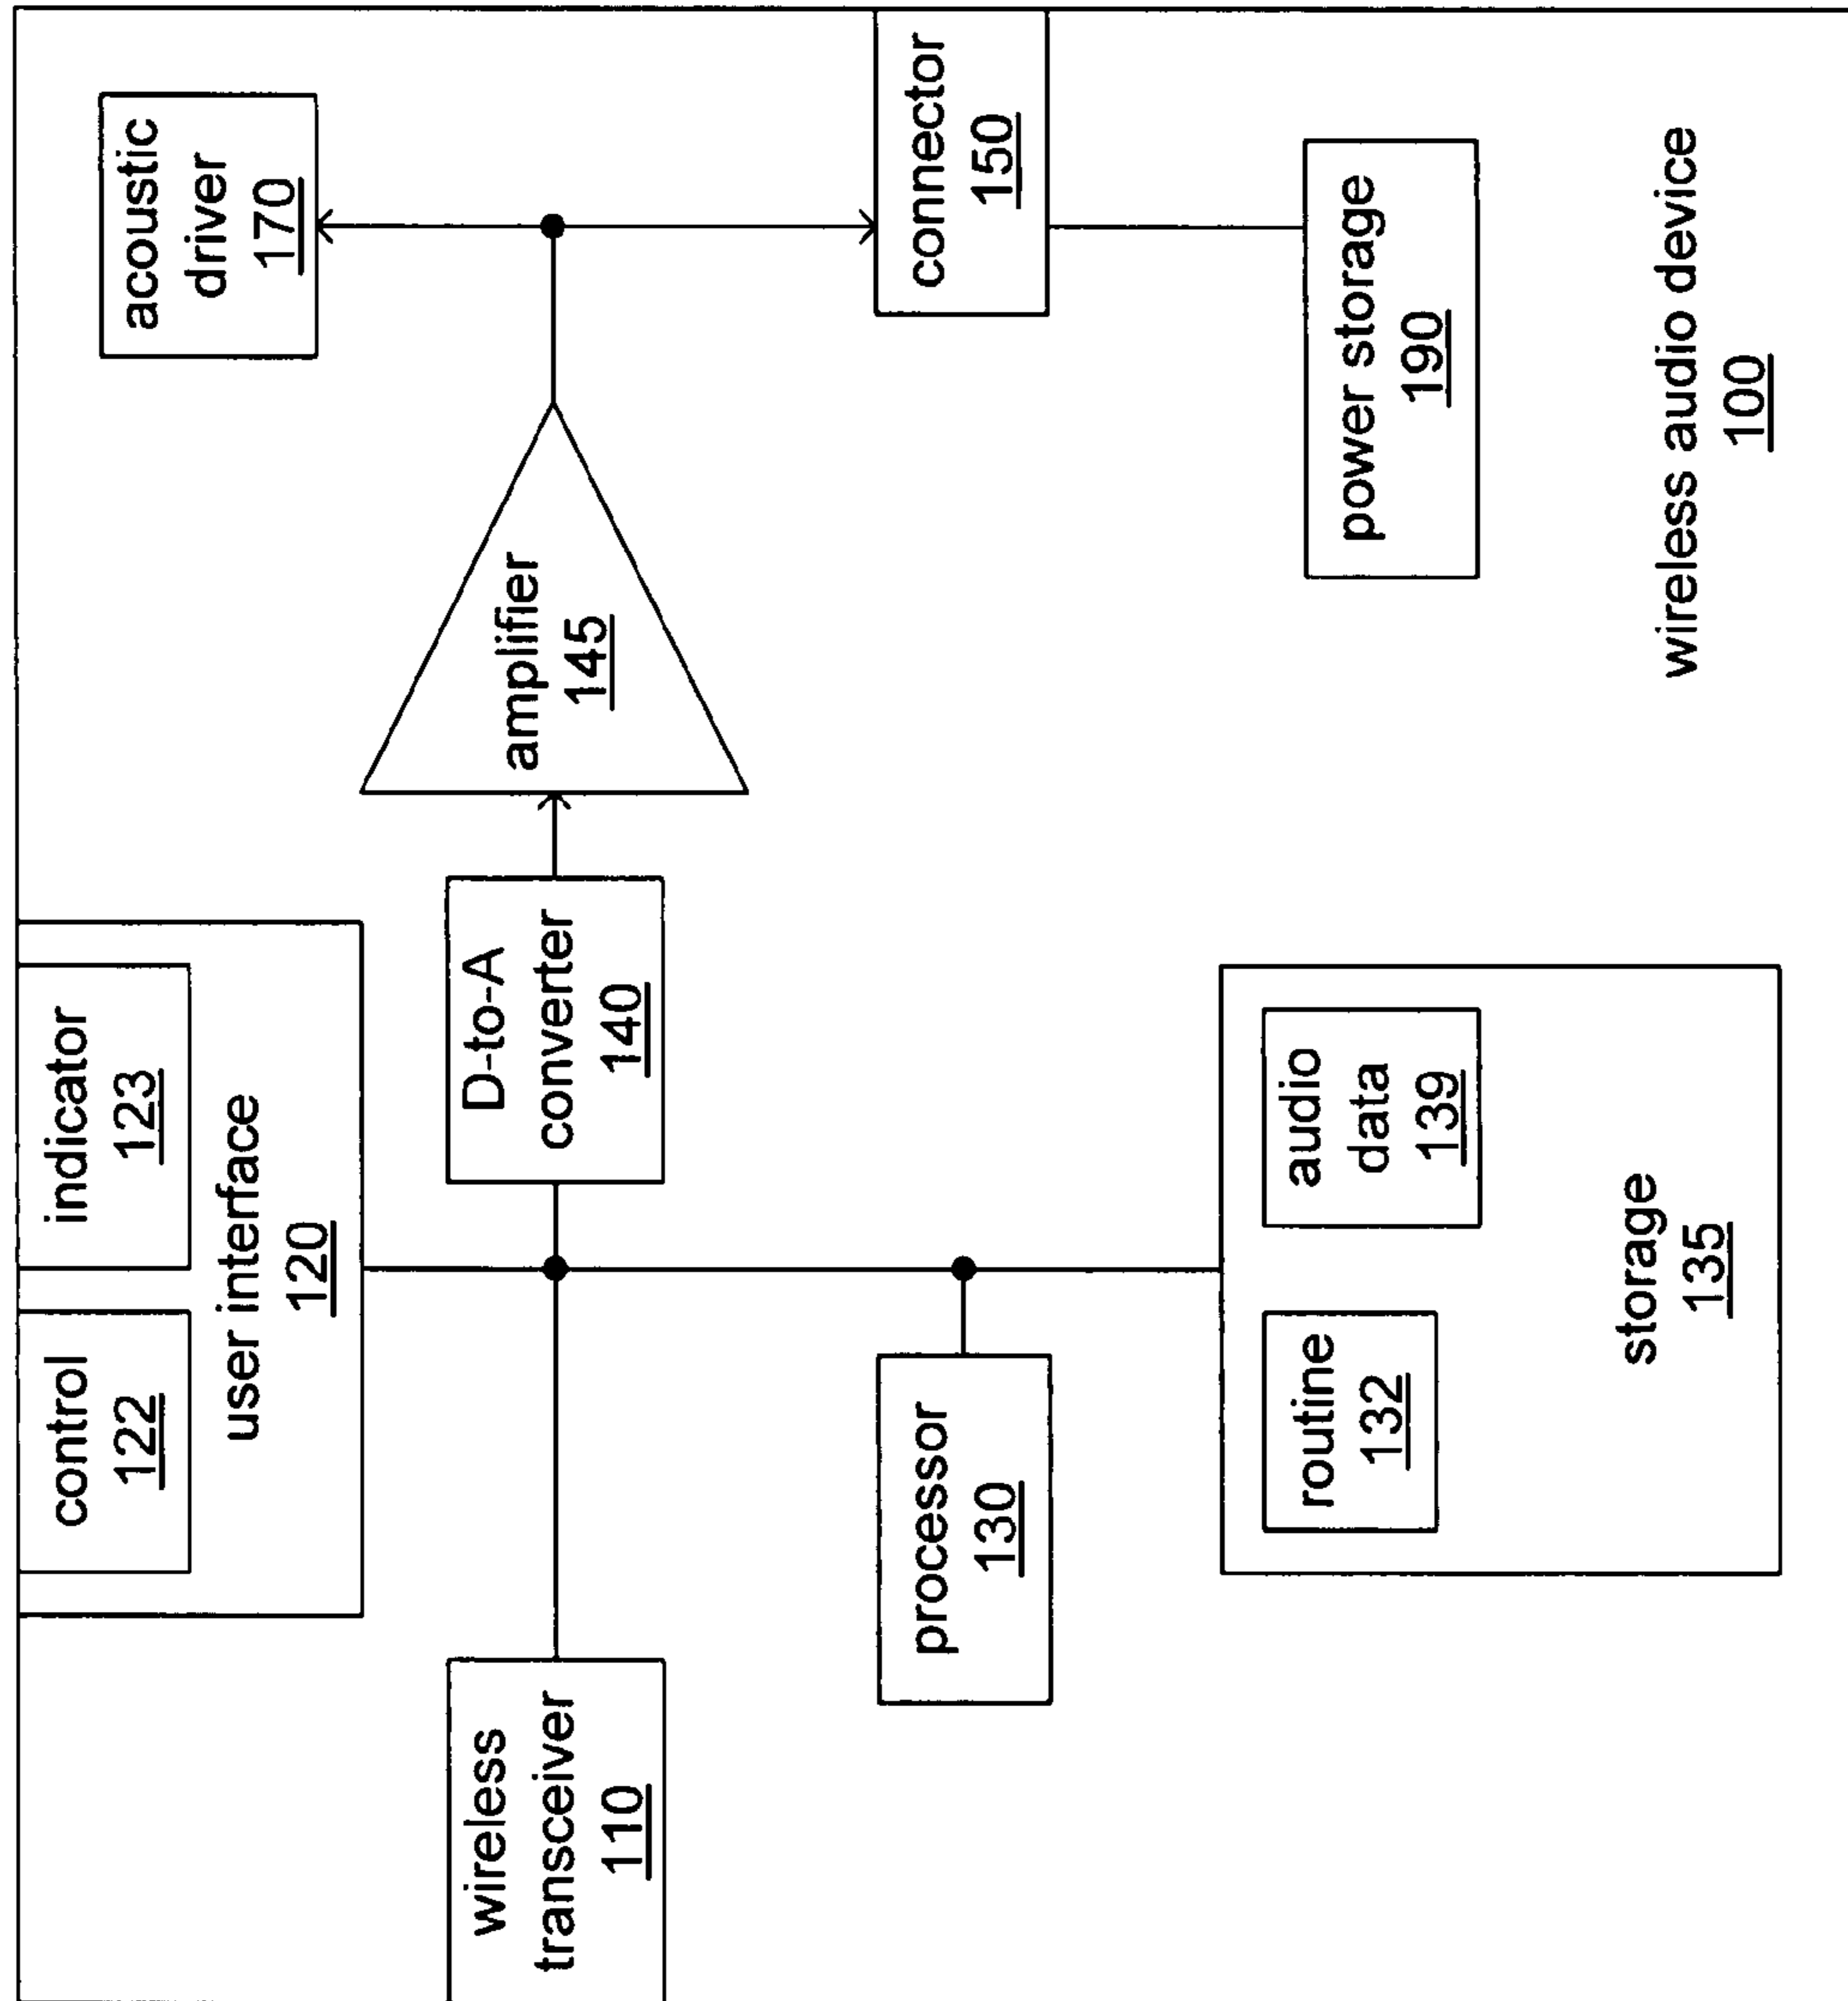 control
122
indicator
123
user interface
120
wireless
transceiver
110
D-to-A
converter
140
amplifier
145
acoustic
driver
170
processor
130
connector
150
routine
132
audio
data
139
storage
135
power storage
190
wireless audio device
100